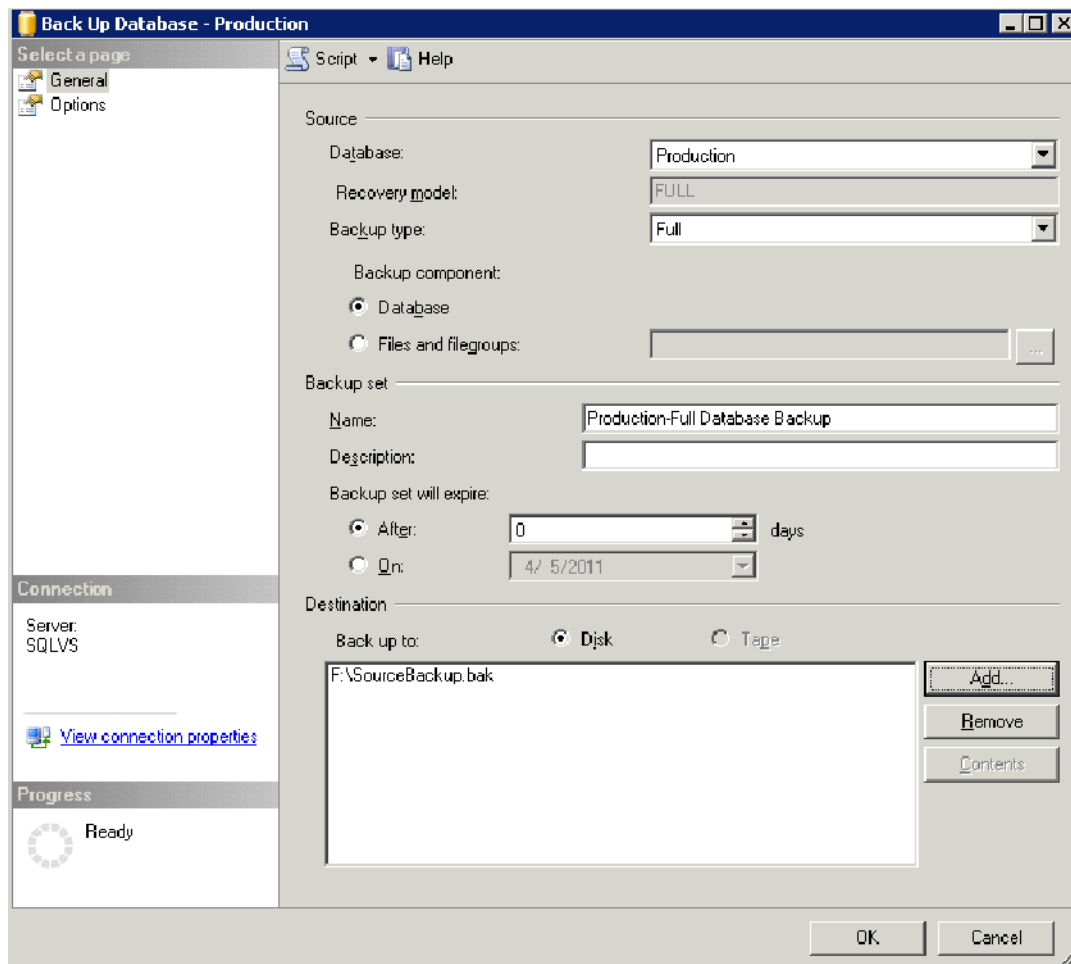 Back Up Database - Production
Select a page
General
Options
Script Help
Source
Database: Production
Recovery model: FULL
Backup type: Full
Backup component:
Database
Files and filegroups: ...
Backup set
Name: Production-Full Database Backup
Description:
Backup set will expire:
After: 0 days
On: 4/ 5/2011
Destination
Back up to: Disk Tape
F:\SourceBackup.bak
Add...
Remove
Contents
Connection
Server:
SQLVS
View connection properties
Progress
Ready
OK Cancel